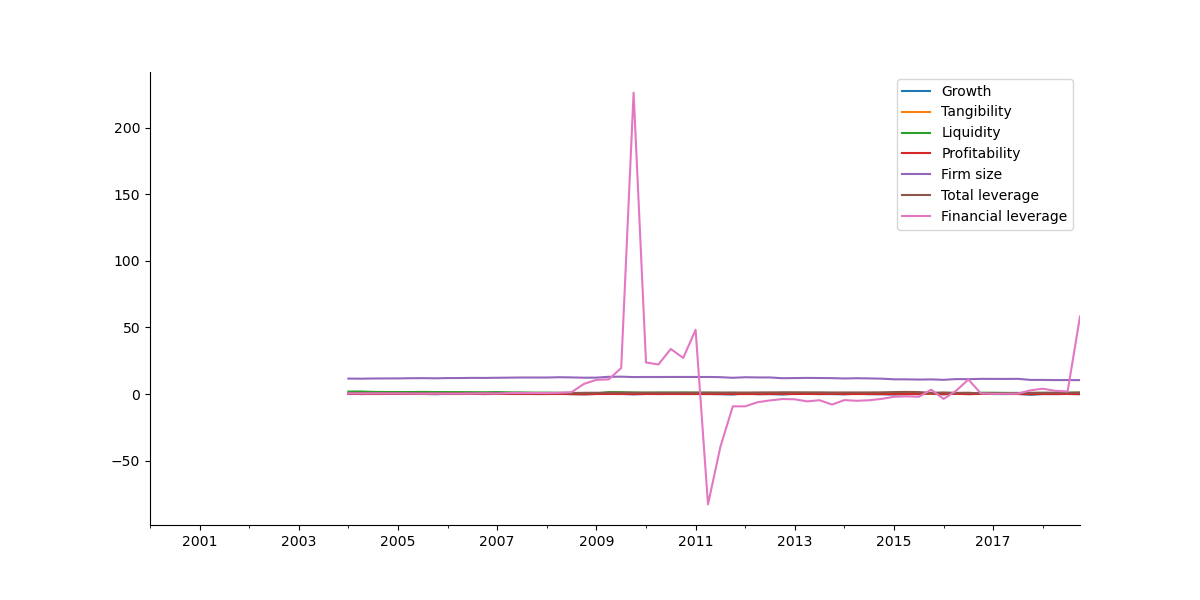 200
150
100
50
0
−50
2001 2003 2005 2007 2009 2011 2013 2015 2017
Growth
Tangibility
Liquidity
Profitability
Firm size
Total leverage
Financial leverage